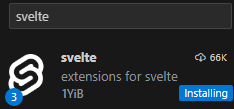 svelte
svelte 66K
extensions for svelte
3
1YiB Installing